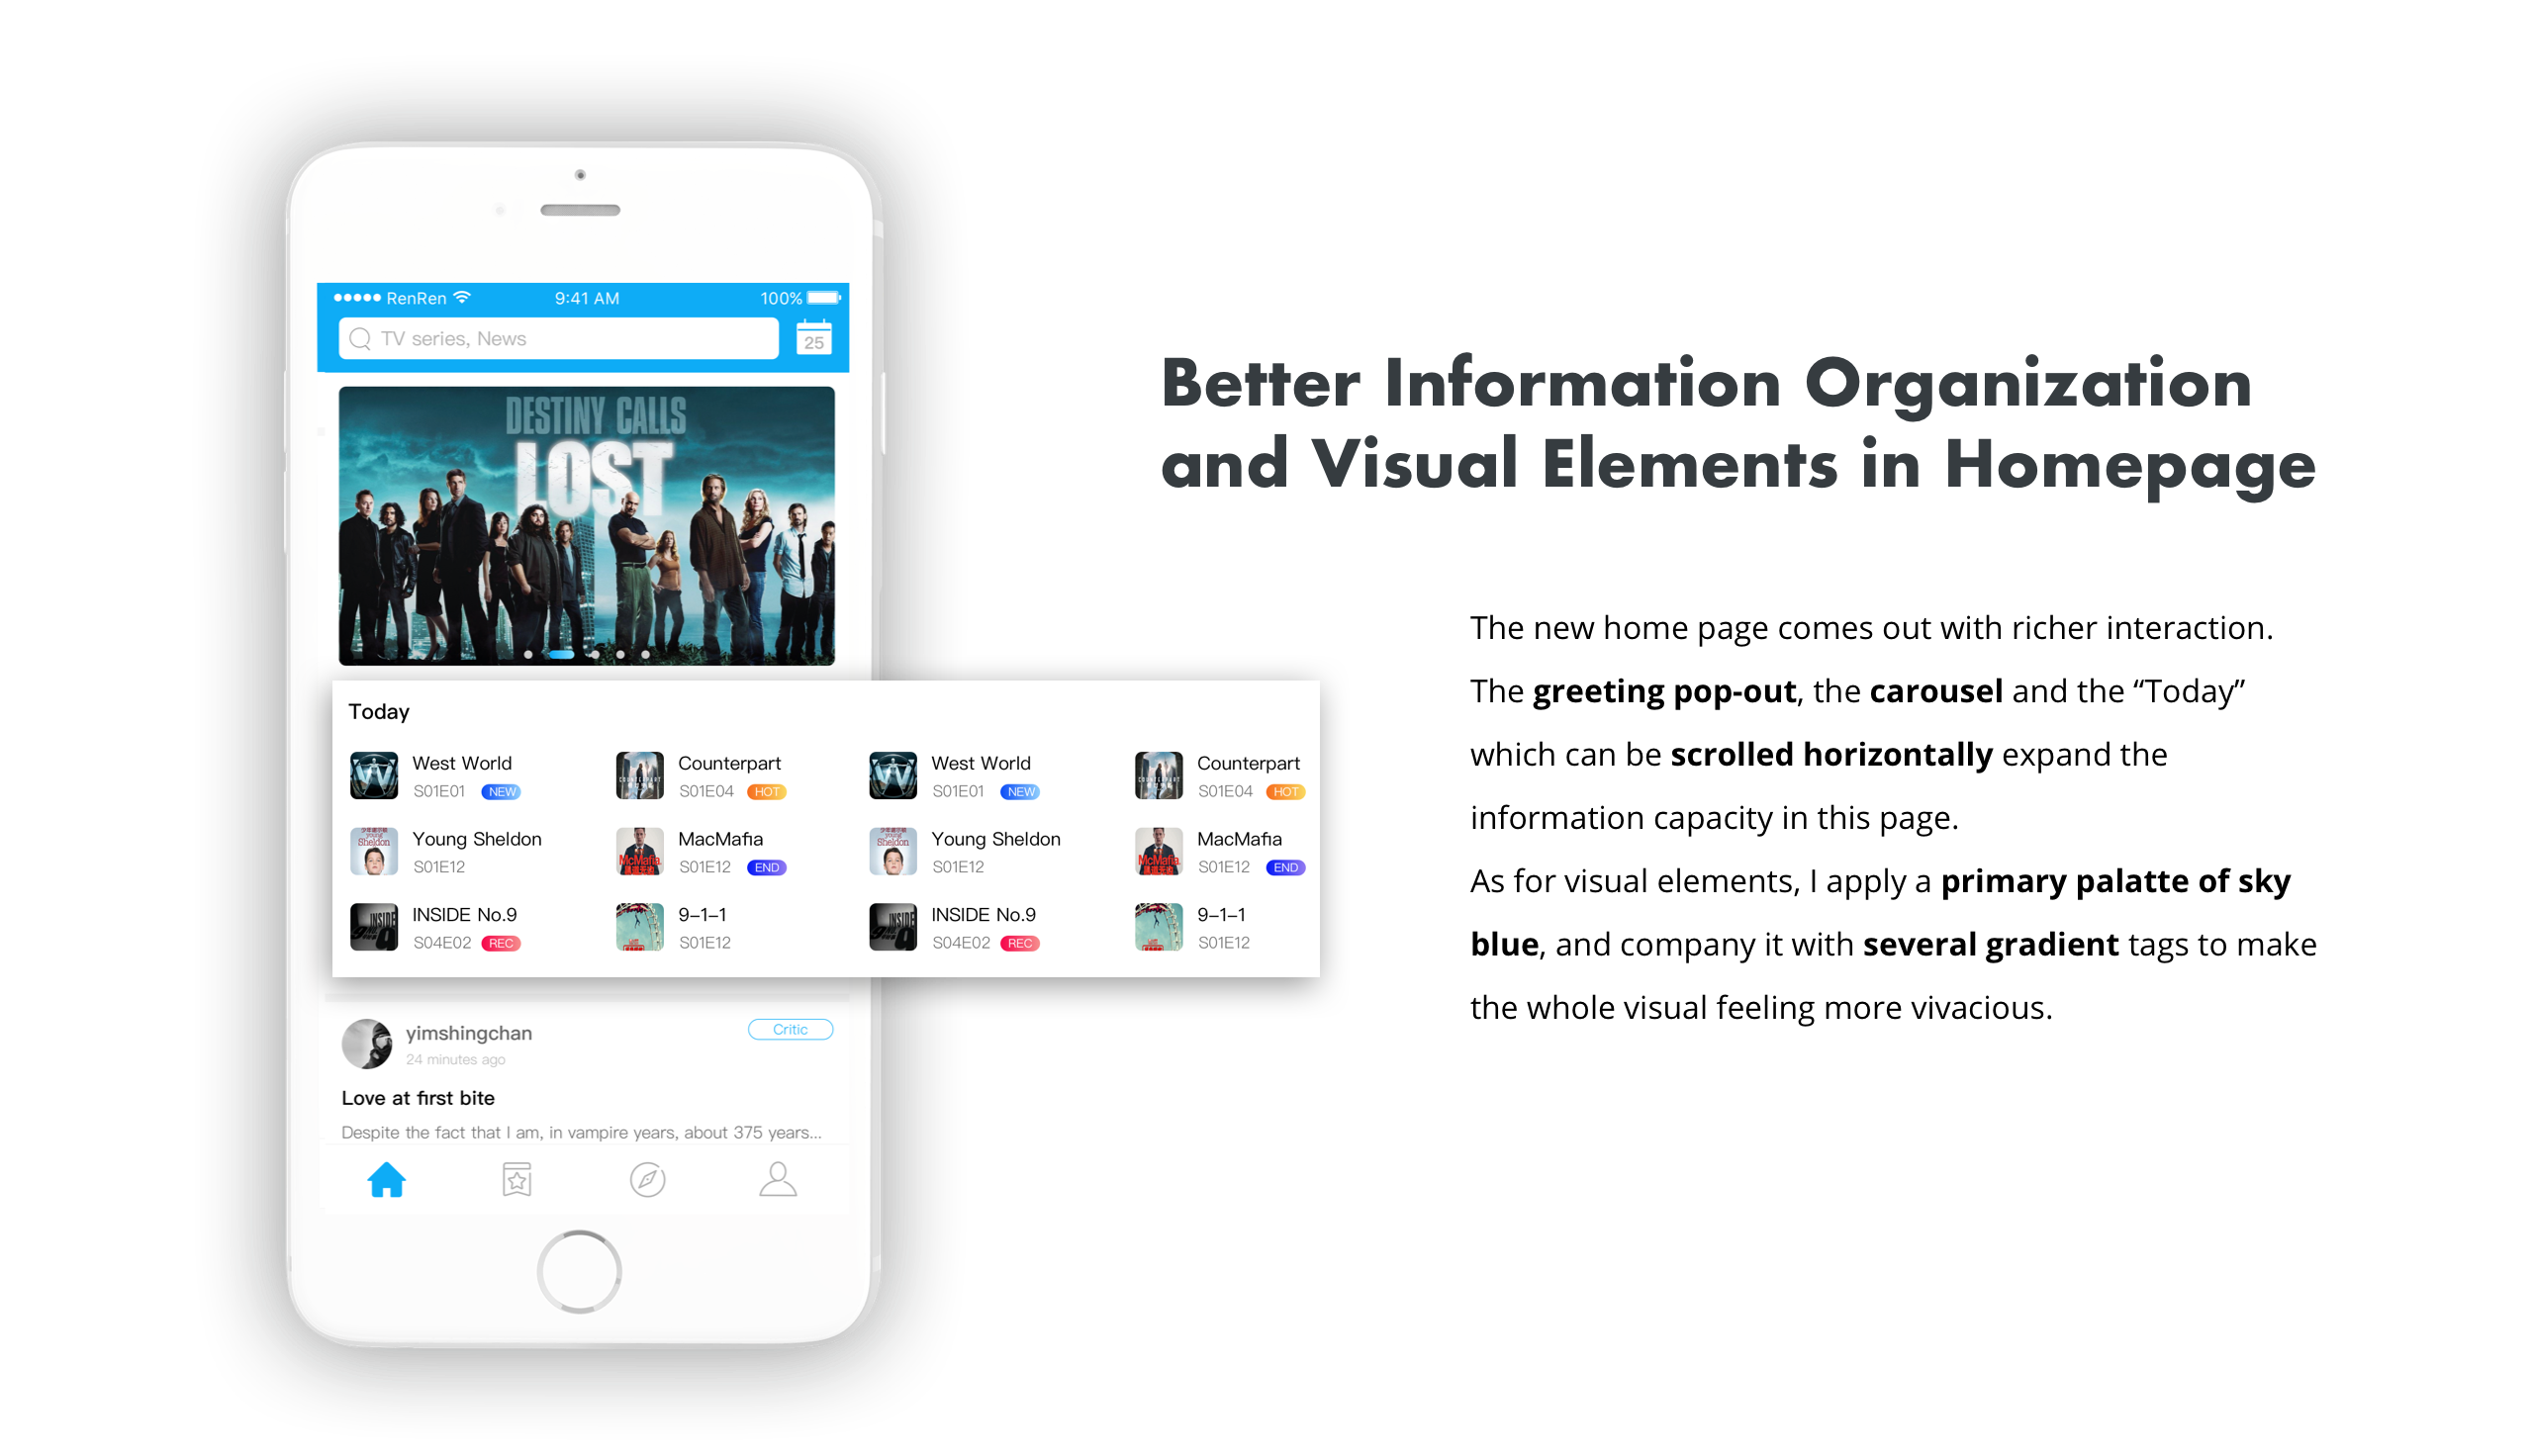 RenRen 9:41 AM 100%
TV series, News 25
DESTINY CALLS
LOST
Today
West World Counterpart West World Counterpart
S01E01 NEW S01E04 HOT S01E01 NEW S01E04 HOT
Young Sheldon MacMafia Young Sheldon MacMafia
S01E12 S01E12 END S01E12 S01E12 END
INSIDE No.9 9–1–1 INSIDE No.9 9–1–1
S04E02 REC S01E12 S04E02 REC S01E12
yimshingchan Critic
24 minutes ago
Love at first bite
Despite the fact that I am, in vampire years, about 375 years...
Better Information Organization
and Visual Elements in Homepage
The new home page comes out with richer interaction.
The greeting pop-out, the carousel and the “Today”
which can be scrolled horizontally expand the
information capacity in this page.
As for visual elements, I apply a primary palatte of sky
blue, and company it with several gradient tags to make
the whole visual feeling more vivacious.